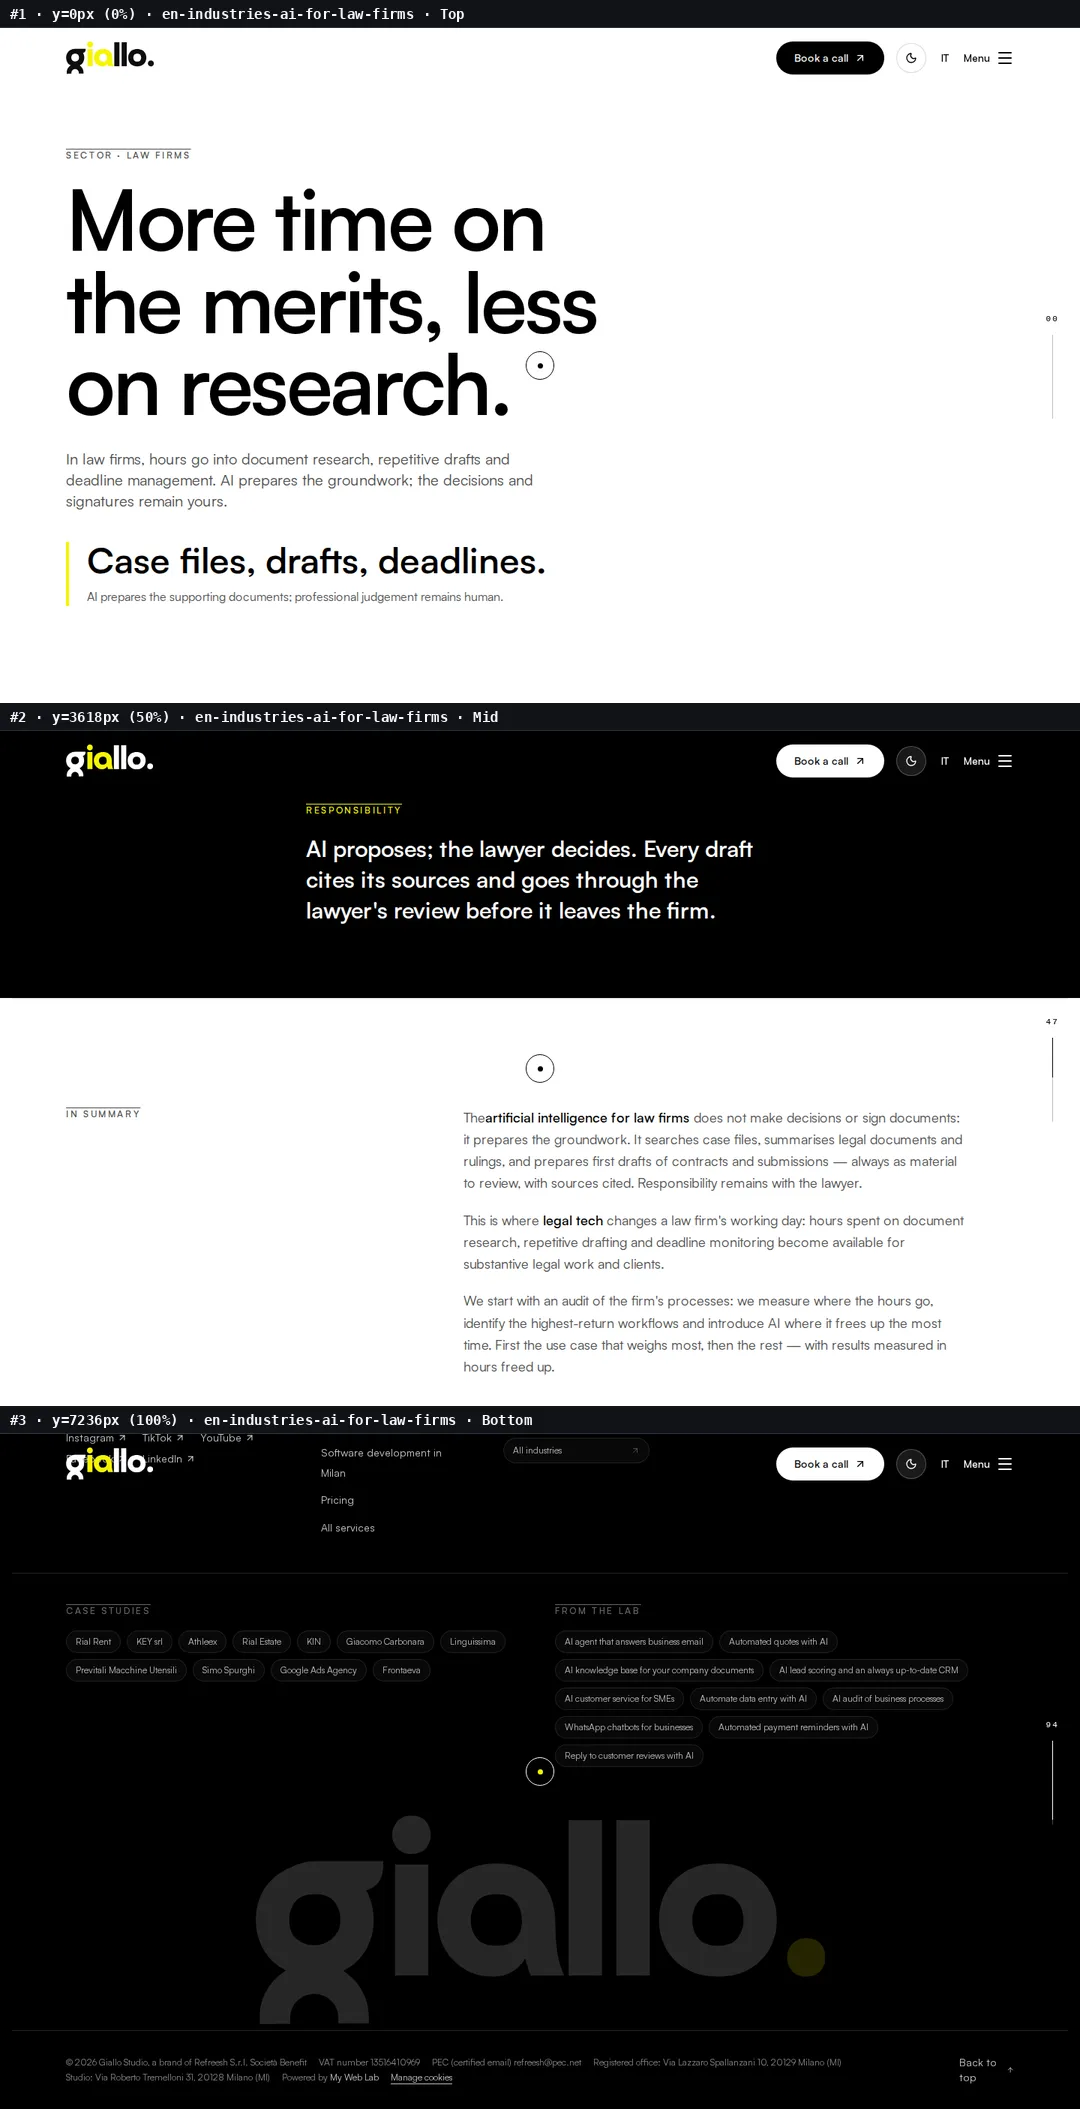 #1 · y=0px (0%) · en-industries-ai-for-law-firms · Top
giallo.
Book a call
IT
Menu
SECTOR · LAW FIRMS
More time on
the merits, less
on research.
00
In law firms, hours go into document research, repetitive drafts and
deadline management. AI prepares the groundwork; the decisions and
signatures remain yours.
Case files, drafts, deadlines.
AI prepares the supporting documents; professional judgement remains human.
#2 · y=3618px (50%) · en-industries-ai-for-law-firms · Mid
giallo.
Book a call
IT
Menu
RESPONSIBILITY
AI proposes; the lawyer decides. Every draft
cites its sources and goes through the
lawyer's review before it leaves the firm.
47
IN SUMMARY
Theartificial intelligence for law firms does not make decisions or sign documents:
it prepares the groundwork. It searches case files, summarises legal documents and
rulings, and prepares first drafts of contracts and submissions — always as material
to review, with sources cited. Responsibility remains with the lawyer.
This is where legal tech changes a law firm's working day: hours spent on document
research, repetitive drafting and deadline monitoring become available for
substantive legal work and clients.
We start with an audit of the firm's processes: we measure where the hours go,
identify the highest-return workflows and introduce AI where it frees up the most
time. First the use case that weighs most, then the rest — with results measured in
hours freed up.
#3 · y=7236px (100%) · en-industries-ai-for-law-firms · Bottom
Instagram TikTok YouTube
LinkedIn
giallo.
Software development in
Milan
Pricing
All services
All industries
Book a call
IT
Menu
CASE STUDIES
Rial Rent KEY srl Athleex Rial Estate KIN Giacomo Carbonara Linguissima
Previtali Macchine Utensili Simo Spurghi Google Ads Agency Frontaeva
FROM THE LAB
AI agent that answers business email Automated quotes with AI
AI knowledge base for your company documents AI lead scoring and an always up-to-date CRM
AI customer service for SMEs Automate data entry with AI AI audit of business processes
WhatsApp chatbots for businesses Automated payment reminders with AI
Reply to customer reviews with AI
94
giallo.
© 2026 Giallo Studio, a brand of Refreesh S.r.l. Società Benefit VAT number 13516410969 PEC (certified email) refreesh@pec.net Registered office: Via Lazzaro Spallanzani 10, 20129 Milano (MI)
Studio: Via Roberto Tremelloni 31, 20128 Milano (MI) Powered by My Web Lab Manage cookies
Back to
top